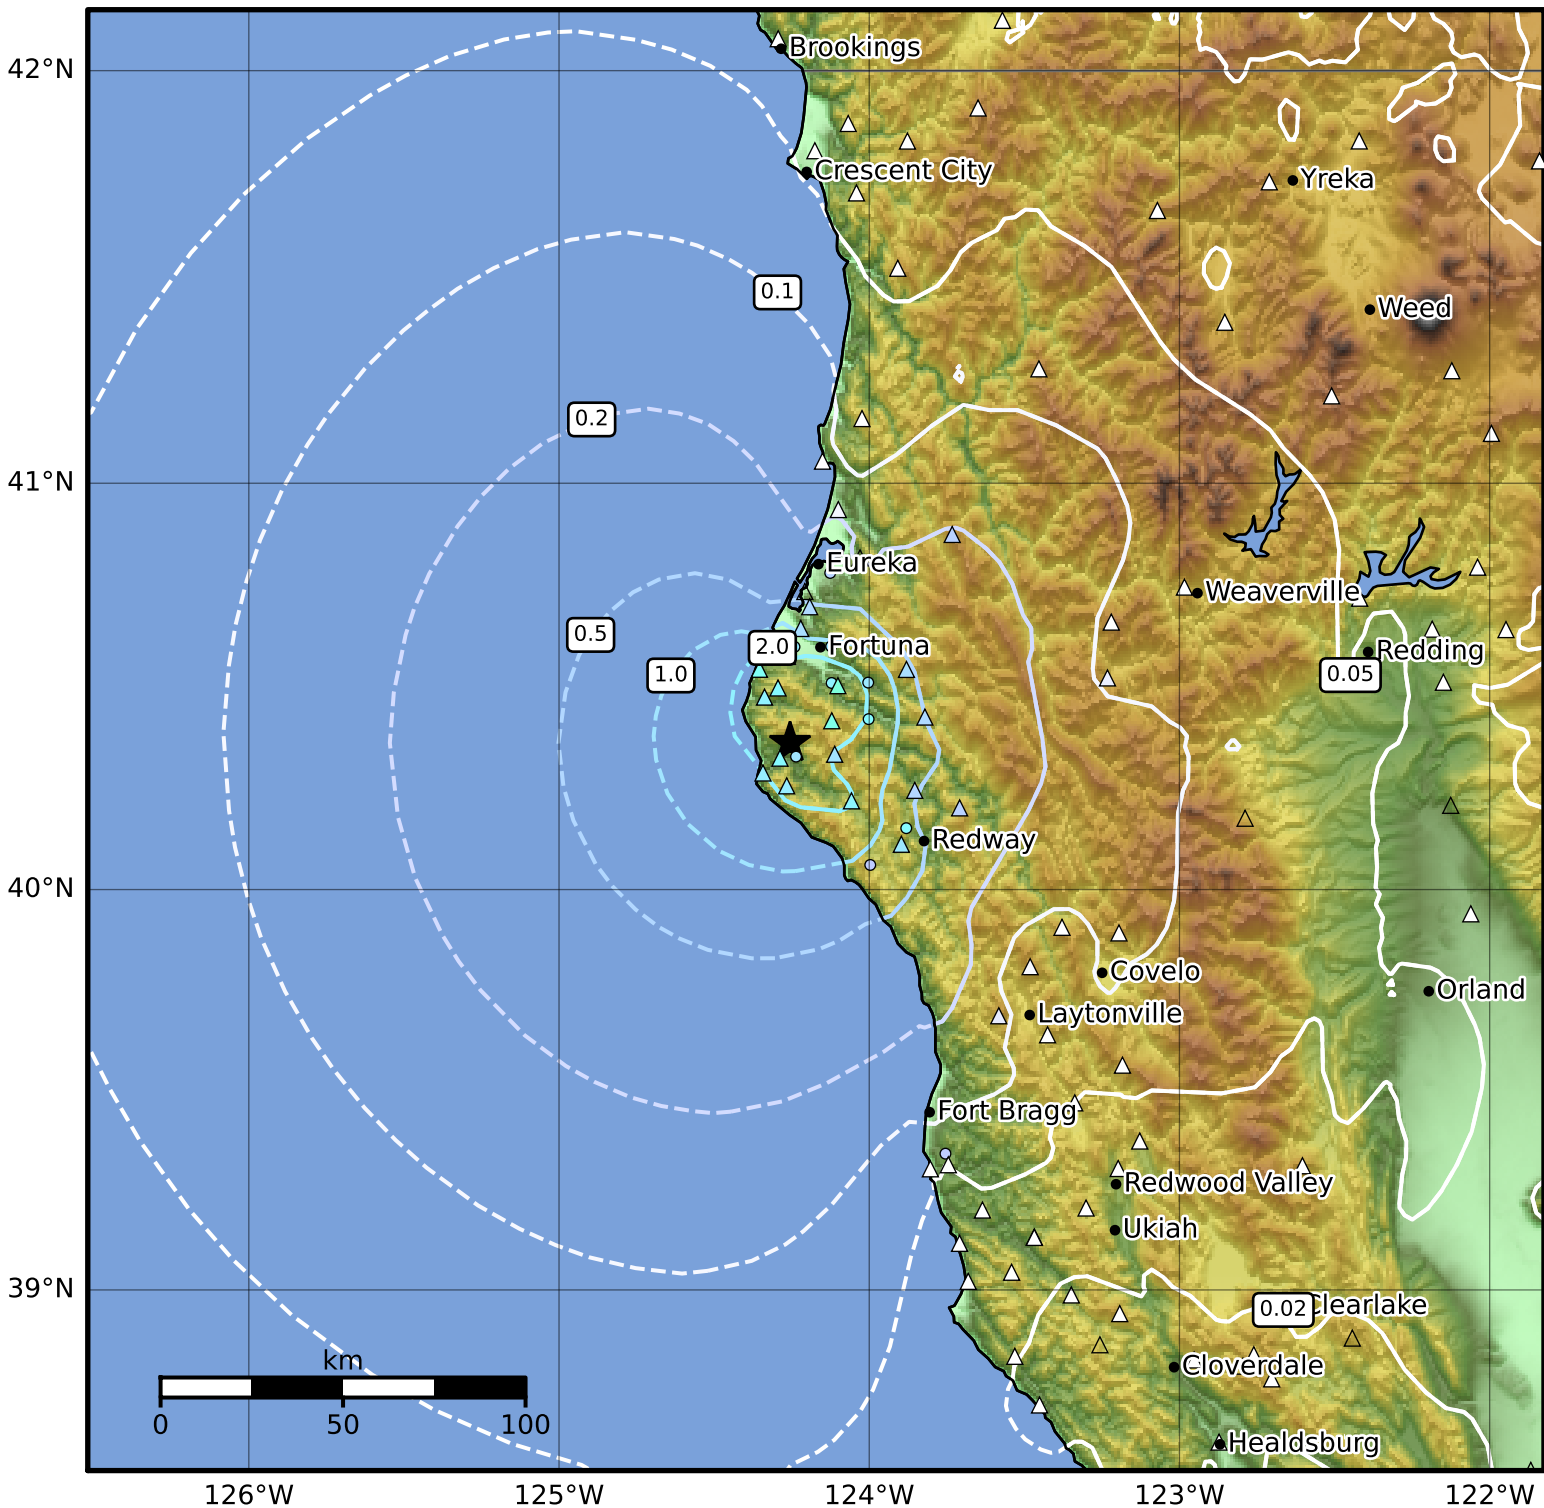 Brookings
42°N
Crescent City
Yreka
0.1
Weed
0.2
41°N
Eureka
Weaverville
0.5
2.0
Fortuna
Redding
1.0
0.05
Redway
40°N
Covelo
Orland
Laytonville
Fort Bragg
Redwood Valley
Ukiah
39°N
0.02
Clearlake
km
Cloverdale
0
50
100
Healdsburg
126°W
125°W
124°W
123°W
122°W